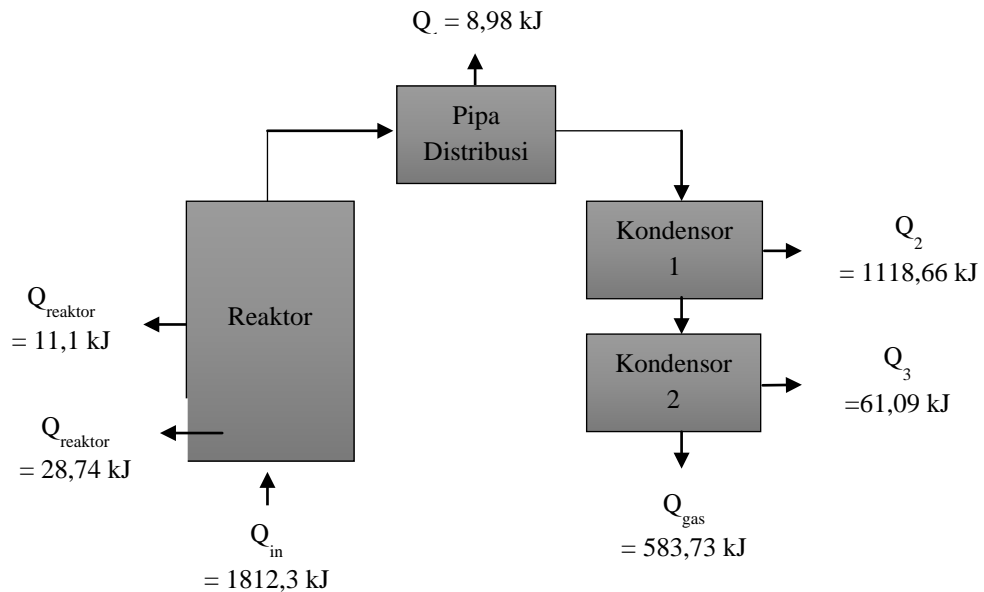 Q = 8,98 kJ
Pipa
Distribusi
Kondensor
1
Q2
= 1118,66 kJ
Qreaktor
= 11,1 kJ
Reaktor
Kondensor
2
Q3
=61,09 kJ
Qreaktor
= 28,74 kJ
Qin
= 1812,3 kJ
Qgas
= 583,73 kJ